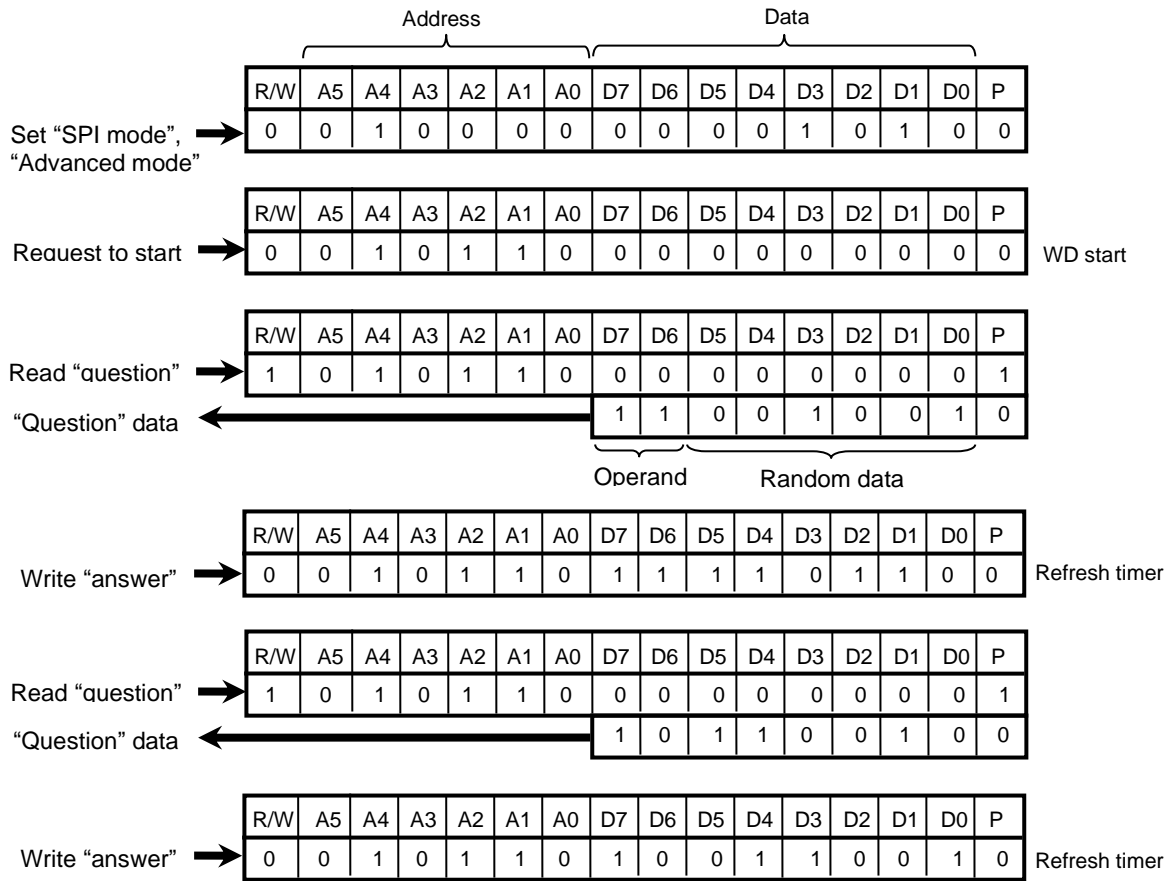 Address Data
R/W A5 A4 A3 A2 A1 A0 D7 D6 D5 D4 D3 D2 D1 D0 P
Set “SPI mode”, 0 0 1 0 0 0 0 0 0 0 0 1 0 1 0 0
“Advanced mode”
R/W A5 A4 A3 A2 A1 A0 D7 D6 D5 D4 D3 D2 D1 D0 P
Request to start 0 0 1 0 1 1 0 0 0 0 0 0 0 0 0 0 WD start
R/W A5 A4 A3 A2 A1 A0 D7 D6 D5 D4 D3 D2 D1 D0 P
Read “question” 1 0 1 0 1 1 0 0 0 0 0 0 0 0 0 1
“Question” data 1 1 0 0 1 0 0 1 0
Operand Random data
R/W A5 A4 A3 A2 A1 A0 D7 D6 D5 D4 D3 D2 D1 D0 P
Write “answer” 0 0 1 0 1 1 0 1 1 1 1 0 1 1 0 0 Refresh timer
R/W A5 A4 A3 A2 A1 A0 D7 D6 D5 D4 D3 D2 D1 D0 P
Read “question” 1 0 1 0 1 1 0 0 0 0 0 0 0 0 0 1
“Question” data 1 0 1 1 0 0 1 0 0
R/W A5 A4 A3 A2 A1 A0 D7 D6 D5 D4 D3 D2 D1 D0 P
Write “answer” 0 0 1 0 1 1 0 1 0 0 1 1 0 0 1 0 Refresh timer